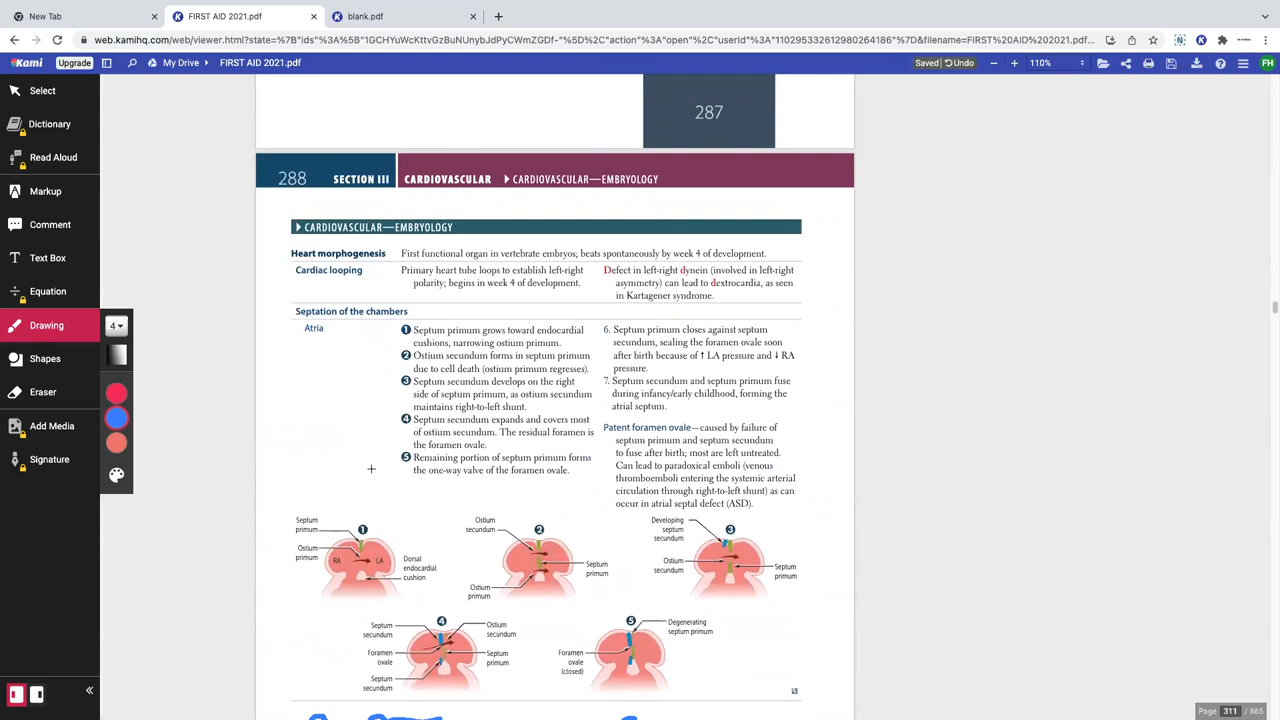 New Tab
FIRST AID 2021.pdf
blank.pdf
web.kamihq.com/web/viewer.html?state=%7B"ids"%3A%5B"1GCHYuWcKttvGzBuNUnybJdPyCWmZGDf-"%5D%2C"action"%3A"open"%2C"userId"%3A"110295332612980264186"%7D&filename=FIRST%20AID%202021.pdf...
Kami
Upgrade
My Drive
FIRST AID 2021.pdf
Saved
Undo
110%
FH
Select
Dictionary
Read Aloud
Markup
Comment
Text Box
Equation
Drawing
Shapes
Eraser
Add Media
Signature
4
287
288 SECTION III CARDIOVASCULAR CARDIOVASCULAR—EMBRYOLOGY
CARDIOVASCULAR—EMBRYOLOGY
Heart morphogenesis First functional organ in vertebrate embryos; beats spontaneously by week 4 of development.
Cardiac looping
Primary heart tube loops to establish left-right
polarity; begins in week 4 of development.
Defect in left-right dynein (involved in left-right
asymmetry) can lead to dextrocardia, as seen
in Kartagener syndrome.
Septation of the chambers
Atria
1 Septum primum grows toward endocardial
cushions, narrowing ostium primum.
2 Ostium secundum forms in septum primum
due to cell death (ostium primum regresses).
3 Septum secundum develops on the right
side of septum primum, as ostium secundum
maintains right-to-left shunt.
4 Septum secundum expands and covers most
of ostium secundum. The residual foramen is
the foramen ovale.
5 Remaining portion of septum primum forms
the one-way valve of the foramen ovale.
6. Septum primum closes against septum
secundum, sealing the foramen ovale soon
after birth because of ↑ LA pressure and ↓ RA
pressure.
7. Septum secundum and septum primum fuse
during infancy/early childhood, forming the
atrial septum.
Patent foramen ovale—caused by failure of
septum primum and septum secundum
to fuse after birth; most are left untreated.
Can lead to paradoxical emboli (venous
thromboemboli entering the systemic arterial
circulation through right-to-left shunt) as can
occur in atrial septal defect (ASD).
Septum
primum
1
Ostium
primum
RA
LA
Dorsal
endocardial
cushion
Ostium
secundum
2
Septum
primum
Ostium
primum
Developing
septum
secundum
3
Ostium
secundum
Septum
primum
Septum
secundum
4
Ostium
secundum
Foramen
ovale
Septum
primum
Septum
secundum
5
Degenerating
septum primum
Foramen
ovale
(closed)
Page 311 / 865